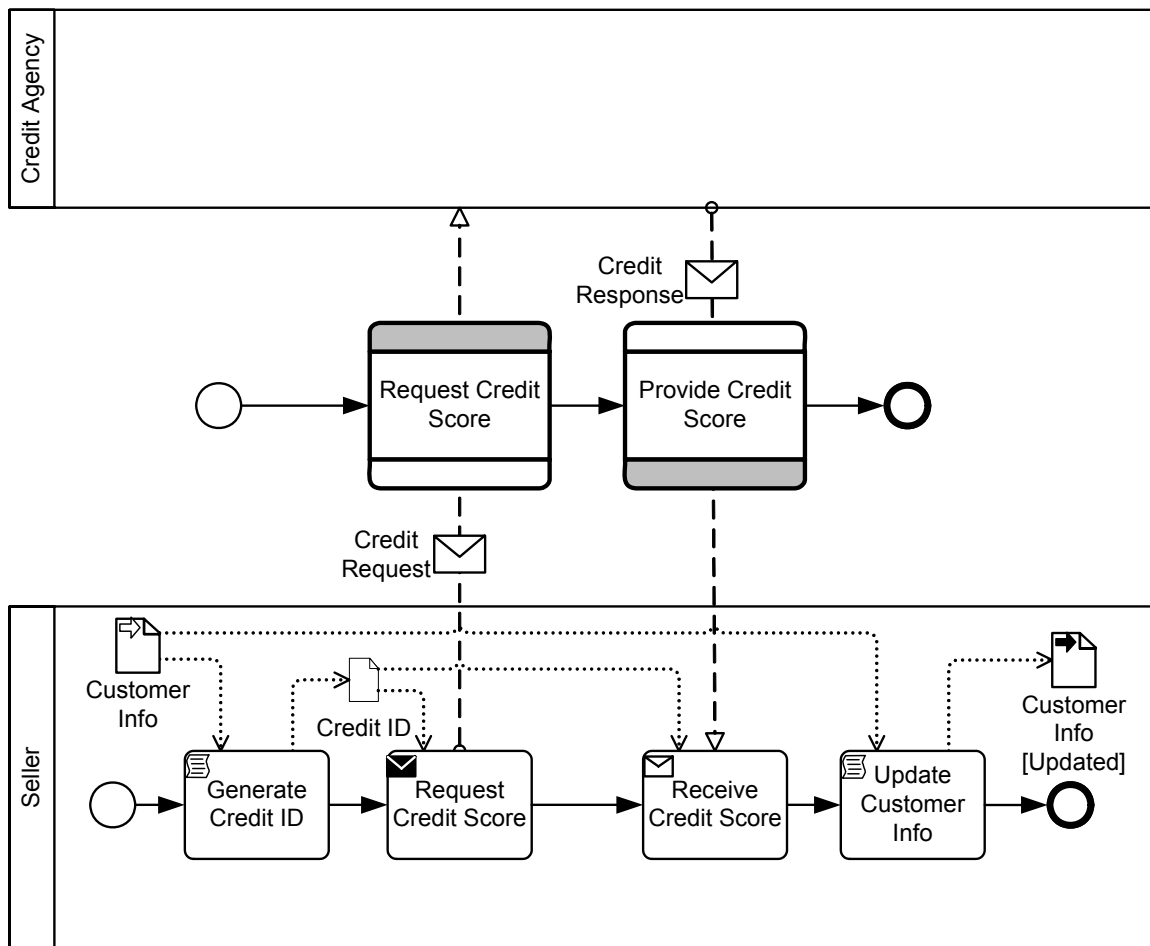 Credit Agency
Credit
Response
Request Credit
Score
Provide Credit
Score
Credit
Request
Seller
Customer
Info
Credit ID
Customer
Info
[Updated]
Generate
Credit ID
Request
Credit Score
Receive
Credit Score
Update
Customer
Info